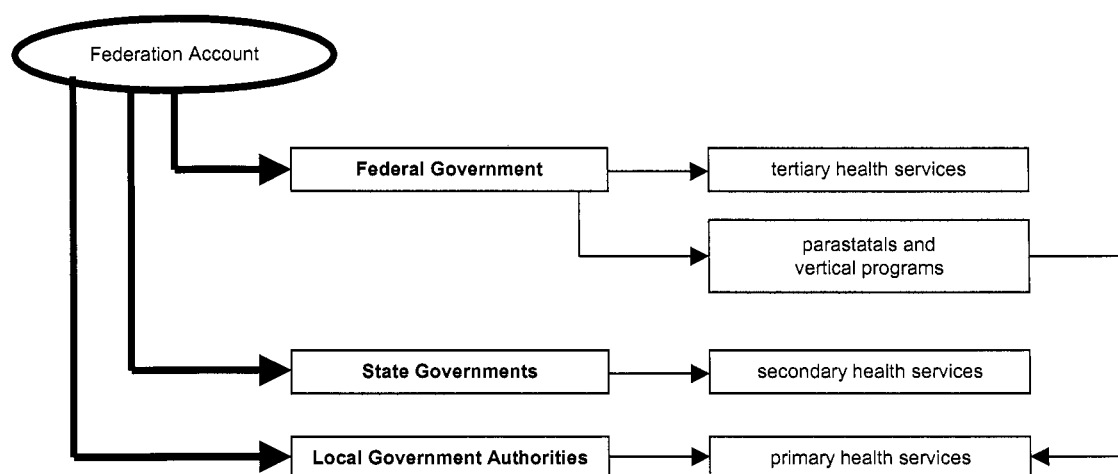 Federation Account
Federal Government
tertiary health services
parastatals and
vertical programs
State Governments
secondary health services
Local Government Authorities
primary health services